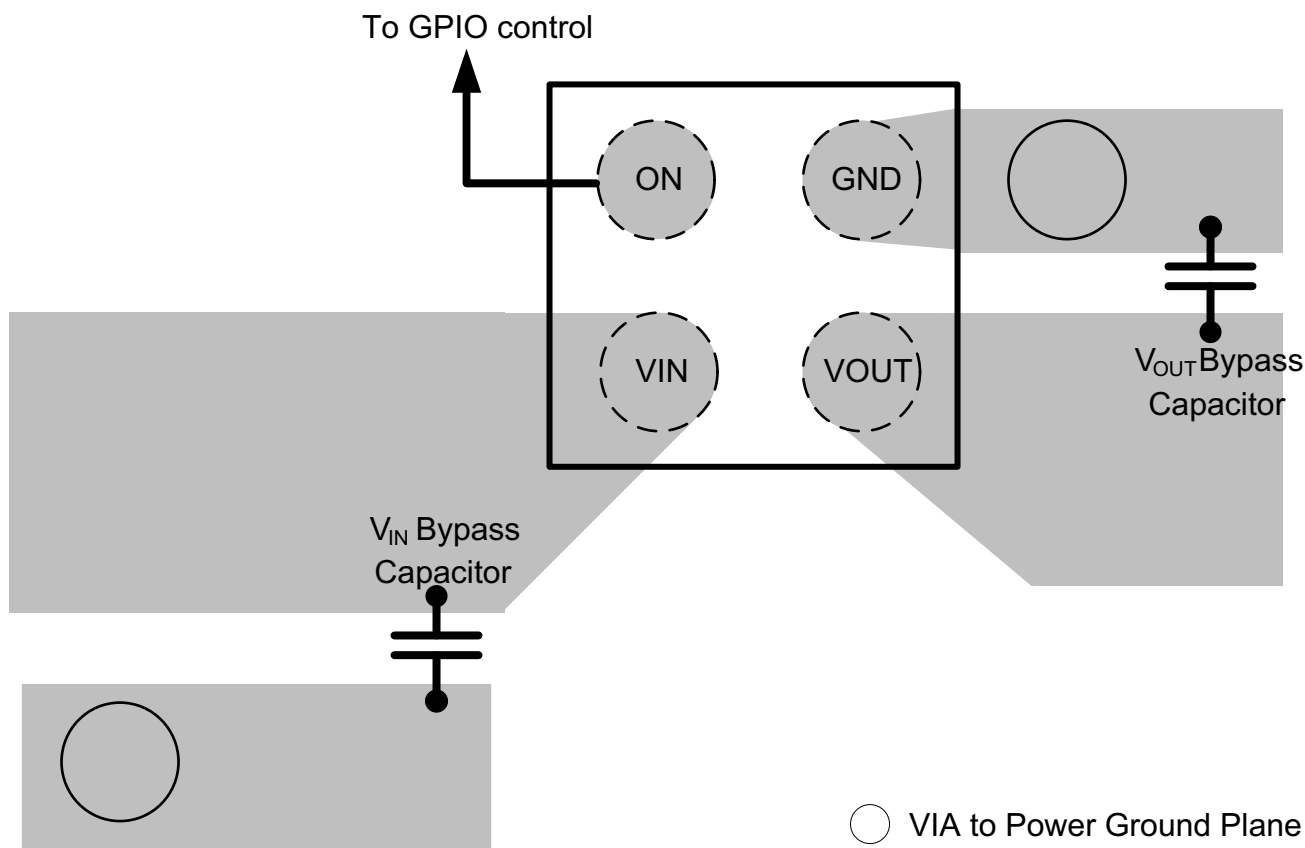 To GPIO control
ON
GND
VIN
VOUT
VOUT Bypass
Capacitor
VIN Bypass
Capacitor
VIA to Power Ground Plane